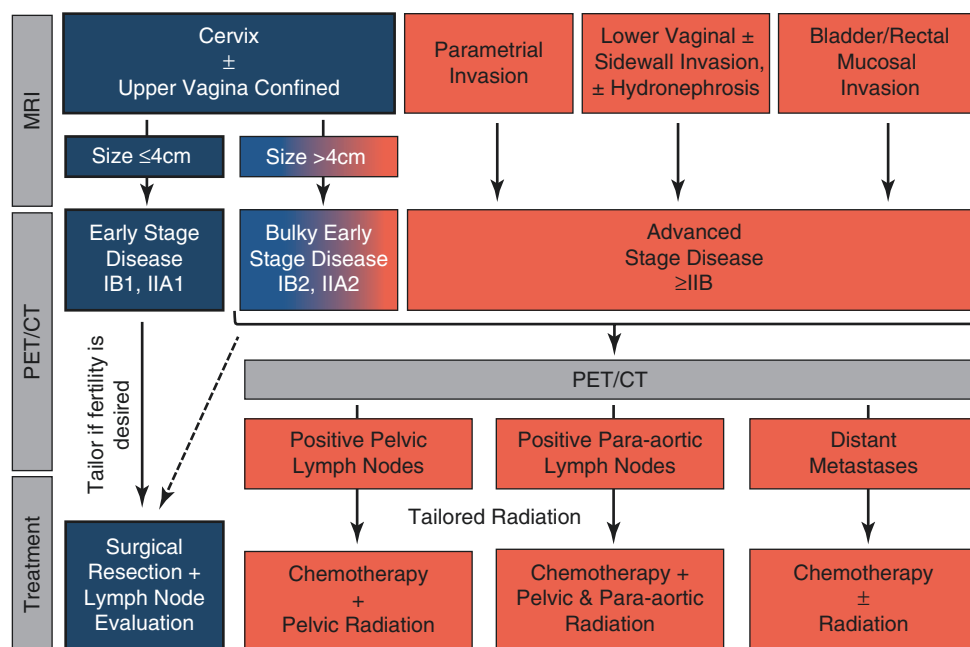 MRI
Cervix
±
Upper Vagina Confined
Parametrial
Invasion
Lower Vaginal ±
Sidewall Invasion,
± Hydronephrosis
Bladder/Rectal
Mucosal
Invasion
Size ≤4cm
Size >4cm
PET/CT
Early Stage
Disease
IB1, IIA1
Bulky Early
Stage Disease
IB2, IIA2
Advanced
Stage Disease
≥IIB
Tailor if fertility is
desired
PET/CT
Positive Pelvic
Lymph Nodes
Positive Para-aortic
Lymph Nodes
Distant
Metastases
Tailored Radiation
Treatment
Surgical
Resection +
Lymph Node
Evaluation
Chemotherapy
+
Pelvic Radiation
Chemotherapy +
Pelvic & Para-aortic
Radiation
Chemotherapy
±
Radiation